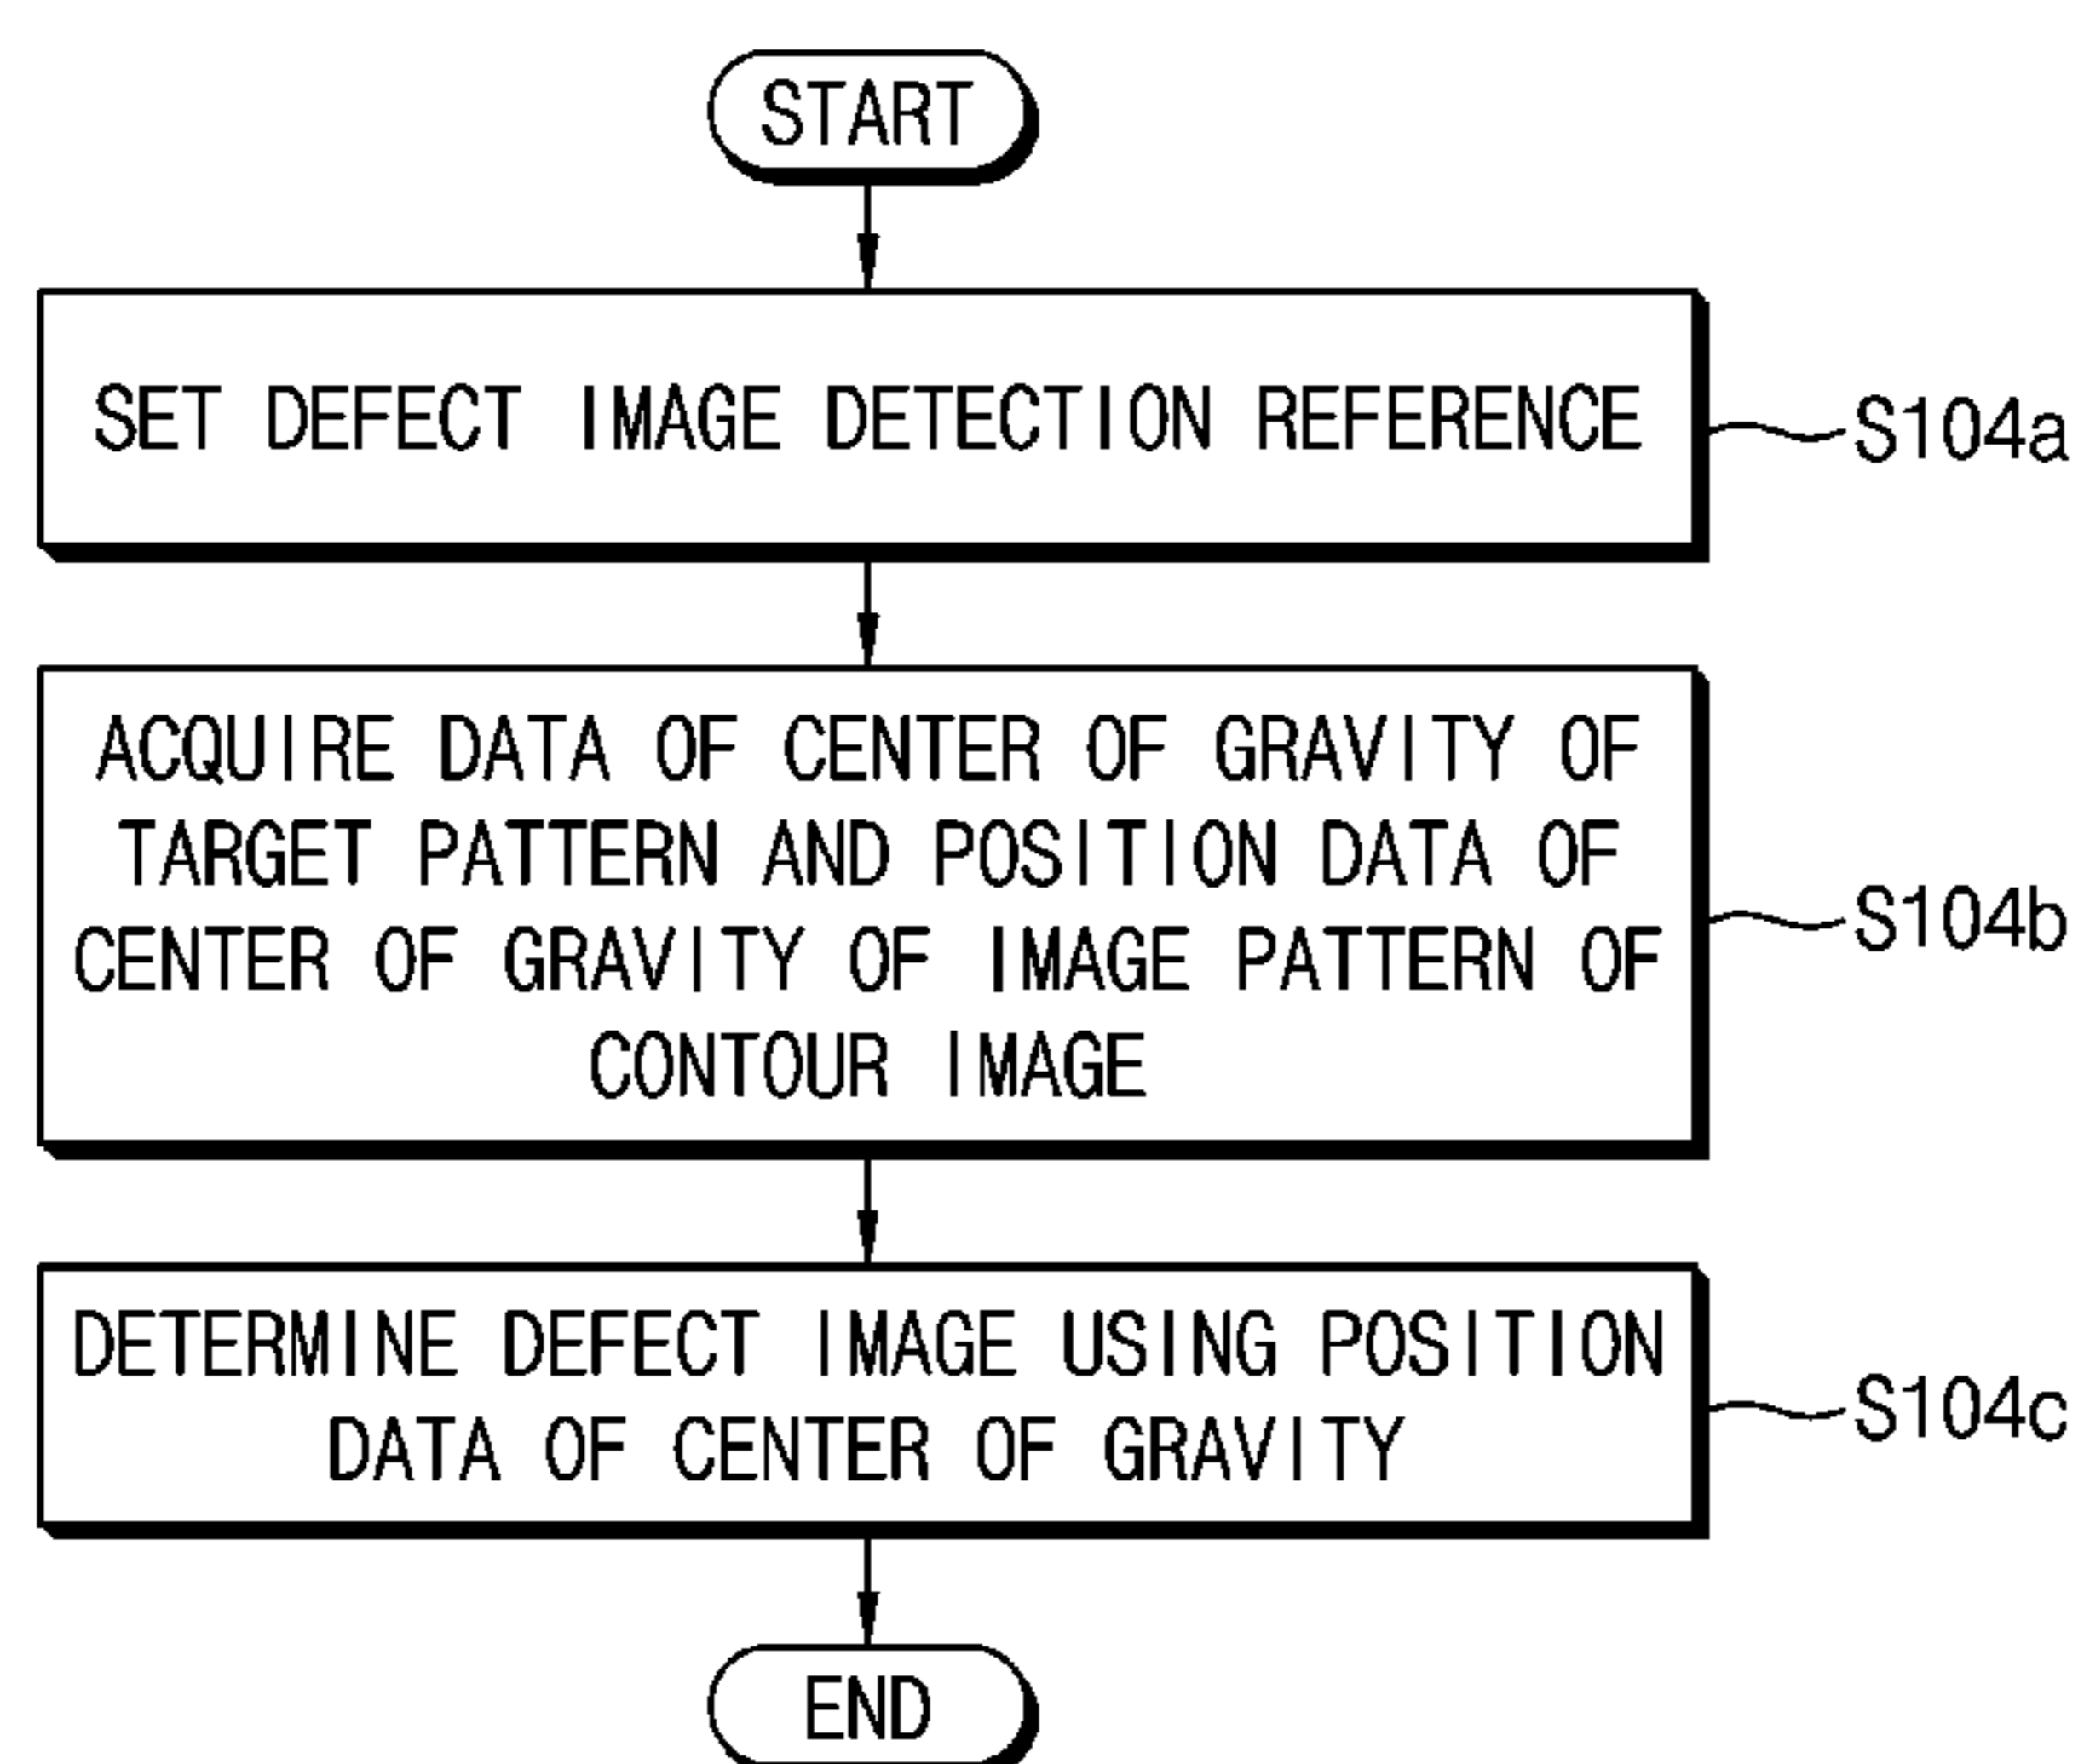 START
SET DEFECT IMAGE DETECTION REFERENCE
S104a
ACQUIRE DATA OF CENTER OF GRAVITY OF
TARGET PATTERN AND POSITION DATA OF
CENTER OF GRAVITY OF IMAGE PATTERN OF
CONTOUR IMAGE
S104b
DETERMINE DEFECT IMAGE USING POSITION
DATA OF CENTER OF GRAVITY
S104c
END